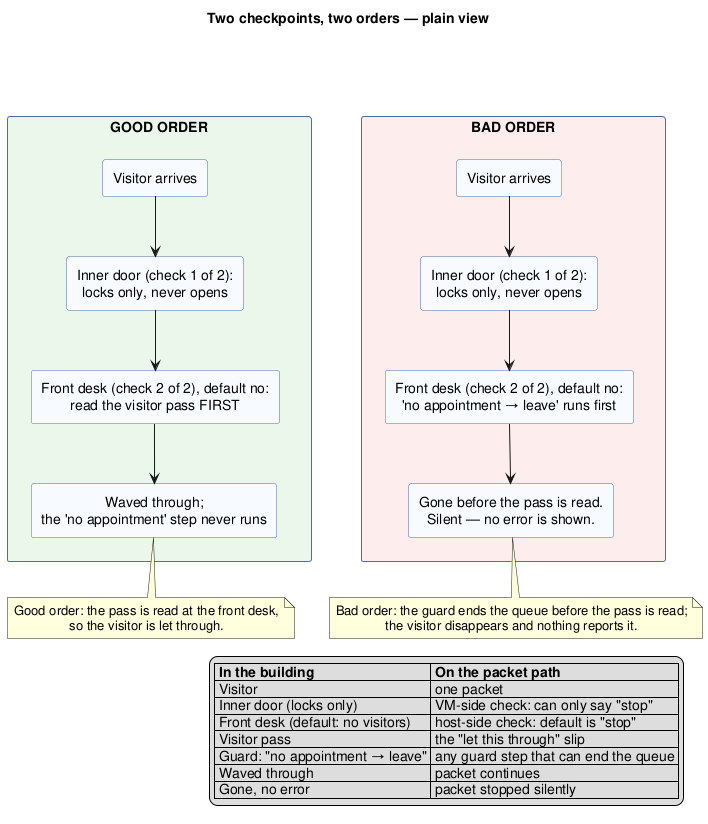 Two checkpoints, two orders — plain view
GOOD ORDER
Visitor arrives
Inner door (check 1 of 2):
locks only, never opens
Front desk (check 2 of 2), default no:
read the visitor pass FIRST
Waved through;
the 'no appointment' step never runs
Good order: the pass is read at the front desk,
so the visitor is let through.
BAD ORDER
Visitor arrives
Inner door (check 1 of 2):
locks only, never opens
Front desk (check 2 of 2), default no:
'no appointment → leave' runs first
Gone before the pass is read.
Silent — no error is shown.
Bad order: the guard ends the queue before the pass is read;
the visitor disappears and nothing reports it.
In the building On the packet path
Visitor one packet
Inner door (locks only) VM-side check: can only say "stop"
Front desk (default: no visitors) host-side check: default is "stop"
Visitor pass the "let this through" slip
Guard: "no appointment → leave" any guard step that can end the queue
Waved through packet continues
Gone, no error packet stopped silently